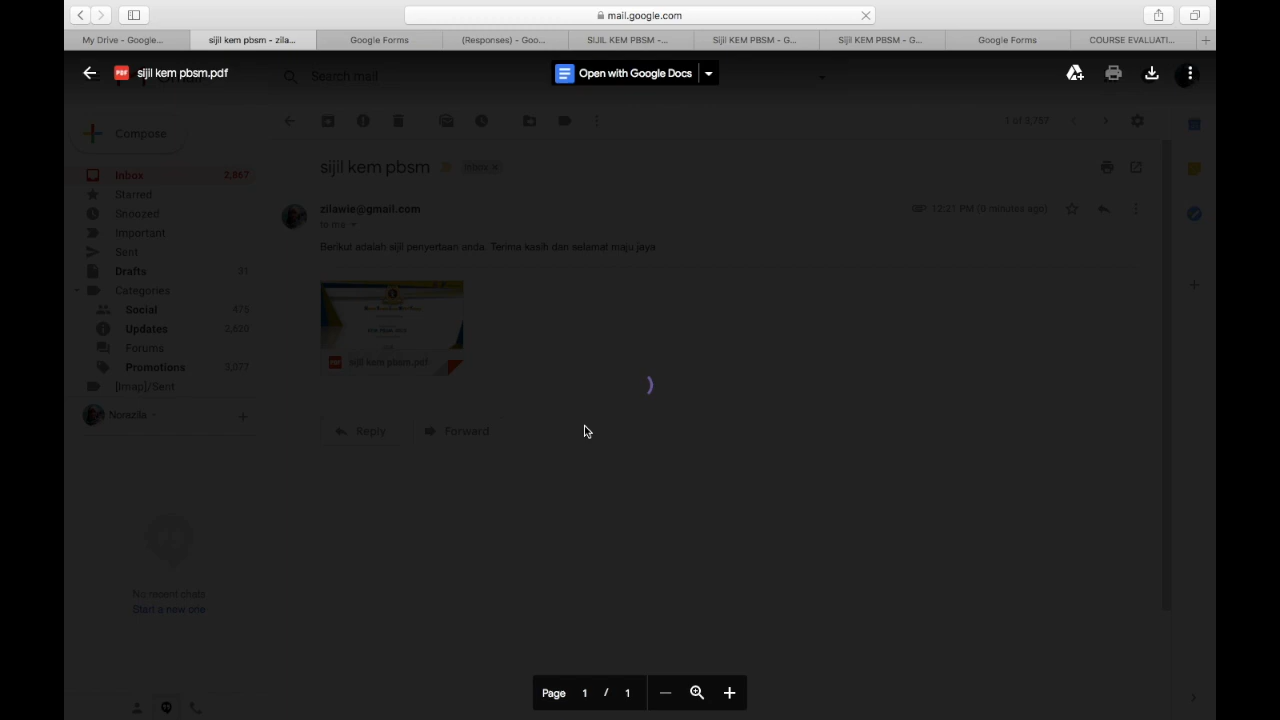 mail.google.com
My Drive - Google...
sijil kem pbsm - zila...
Google Forms
(Responses) - Goo...
SIJIL KEM PBSM -...
Sijil KEM PBSM - G...
Sijil KEM PBSM - G...
Google Forms
COURSE EVALUATI...
PDF
sijil kem pbsm.pdf
Search mail
Open with Google Docs
Compose
1 of 3,767
sijil kem pbsm
Inbox x
Inbox 2,867
Starred
Snoozed
Important
Sent
Drafts 31
Categories
Social 476
Updates 2,620
Forums
Promotions 3,077
[Imap]/Sent
Norazila
zilawie@gmail.com
12:21 PM (0 minutes ago)
to me
Berikut adalah sijil penyertaan anda. Terima kasih dan selamat maju jaya
PDF
sijil kem pbsm.pdf
Reply
Forward
No recent chats
Start a new one
Page 1 / 1